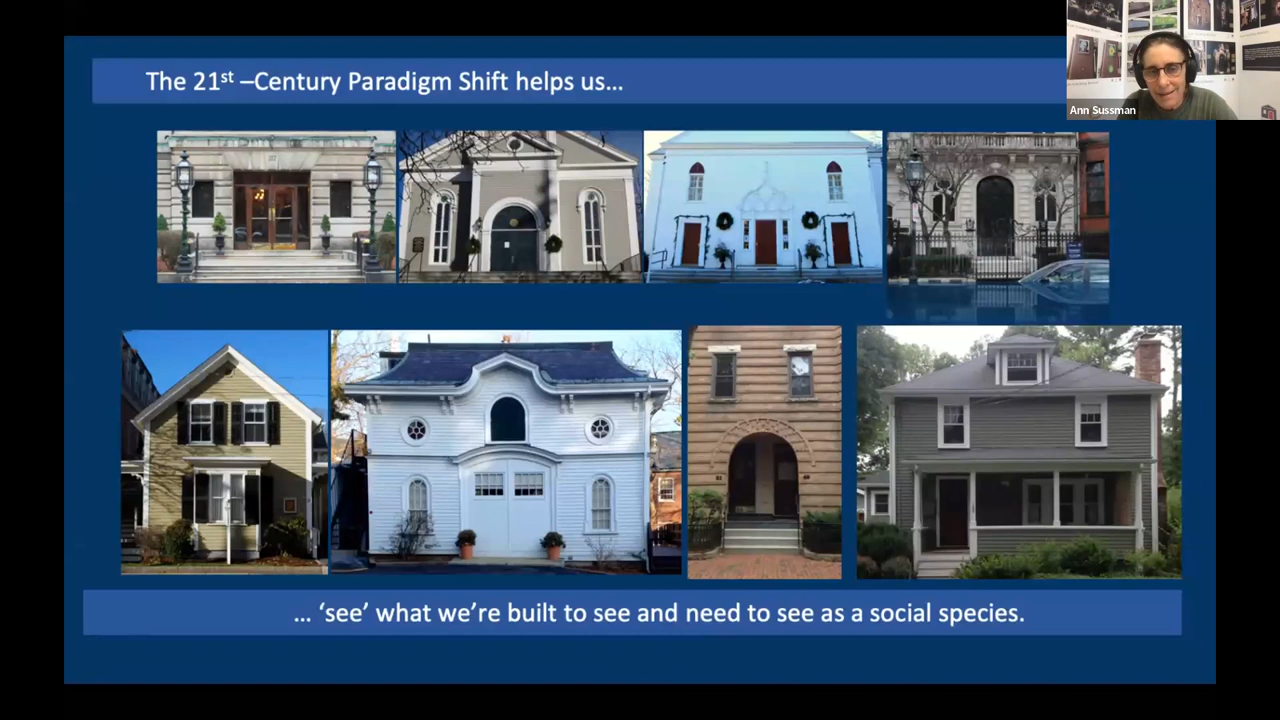 The 21st –Century Paradigm Shift helps us...
Ann Sussman
... ‘see’ what we’re built to see and need to see as a social species.